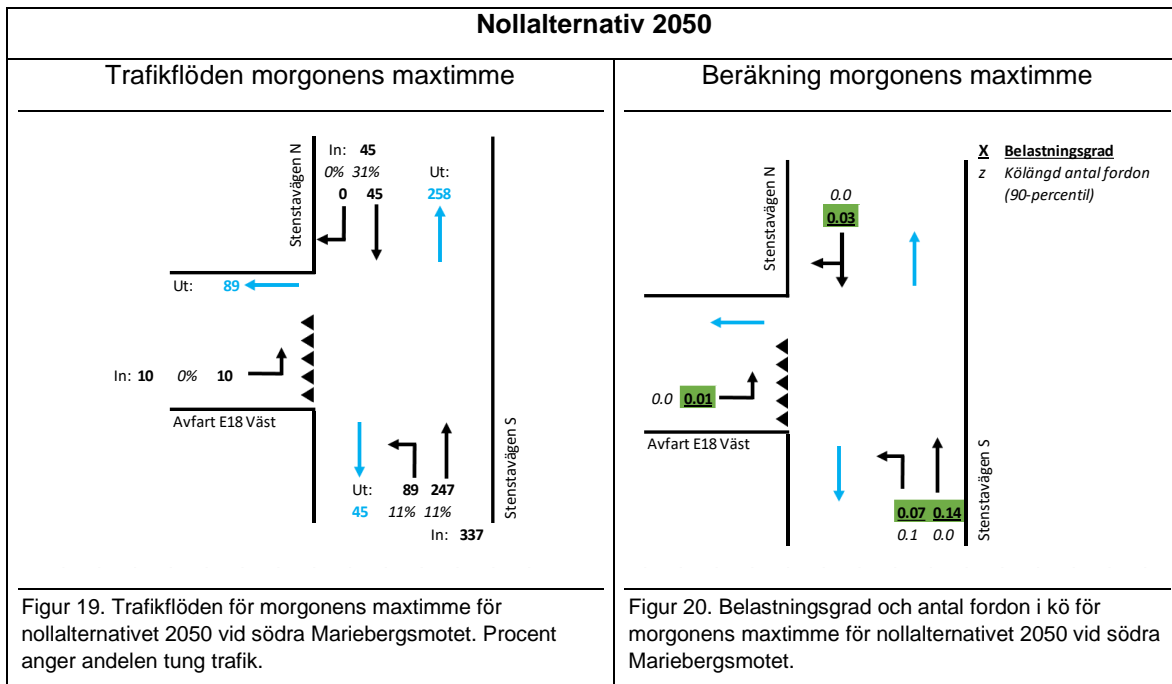 Nollalternativ 2050
Trafikflöden morgonens maxtimme
Stenstavägen N
In: 45
0% 31%
0 45
Ut:
258
Ut: 89
In: 10 0% 10
Avfart E18 Väst
Ut: 89 247
45 11% 11%
In: 337
Stenstavägen S
Figur 19. Trafikflöden för morgonens maxtimme för
nollalternativet 2050 vid södra Mariebergsmotet. Procent
anger andelen tung trafik.
Beräkning morgonens maxtimme
X Belastningsgrad
z Kölängd antal fordon
(90-percentil)
Stenstavägen N
0.0
0.03
0.0 0.01
Avfart E18 Väst
0.07 0.14
0.1 0.0
Stenstavägen S
Figur 20. Belastningsgrad och antal fordon i kö för
morgonens maxtimme för nollalternativet 2050 vid södra
Mariebergsmotet.